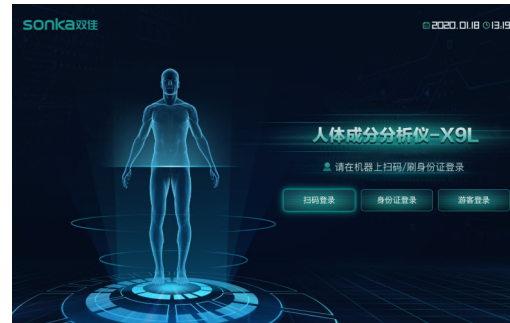 sonka双佳
2020.01.18 13:19
人体成分分析仪-X9L
请在机器上扫码/刷身份证登录
扫码登录 身份证登录 游客登录